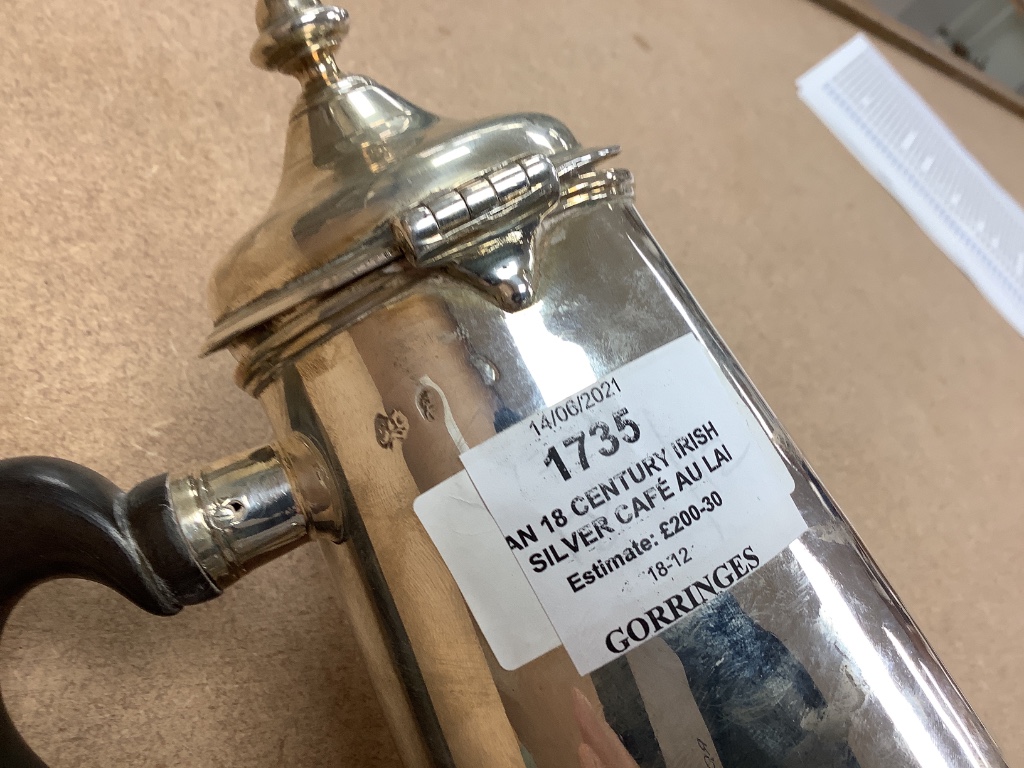 14/06/2021
1735
AN 18 CENTURY IRISH
SILVER CAFÉ AU LAI
Estimate: £200-30
18-12
GORRINGES